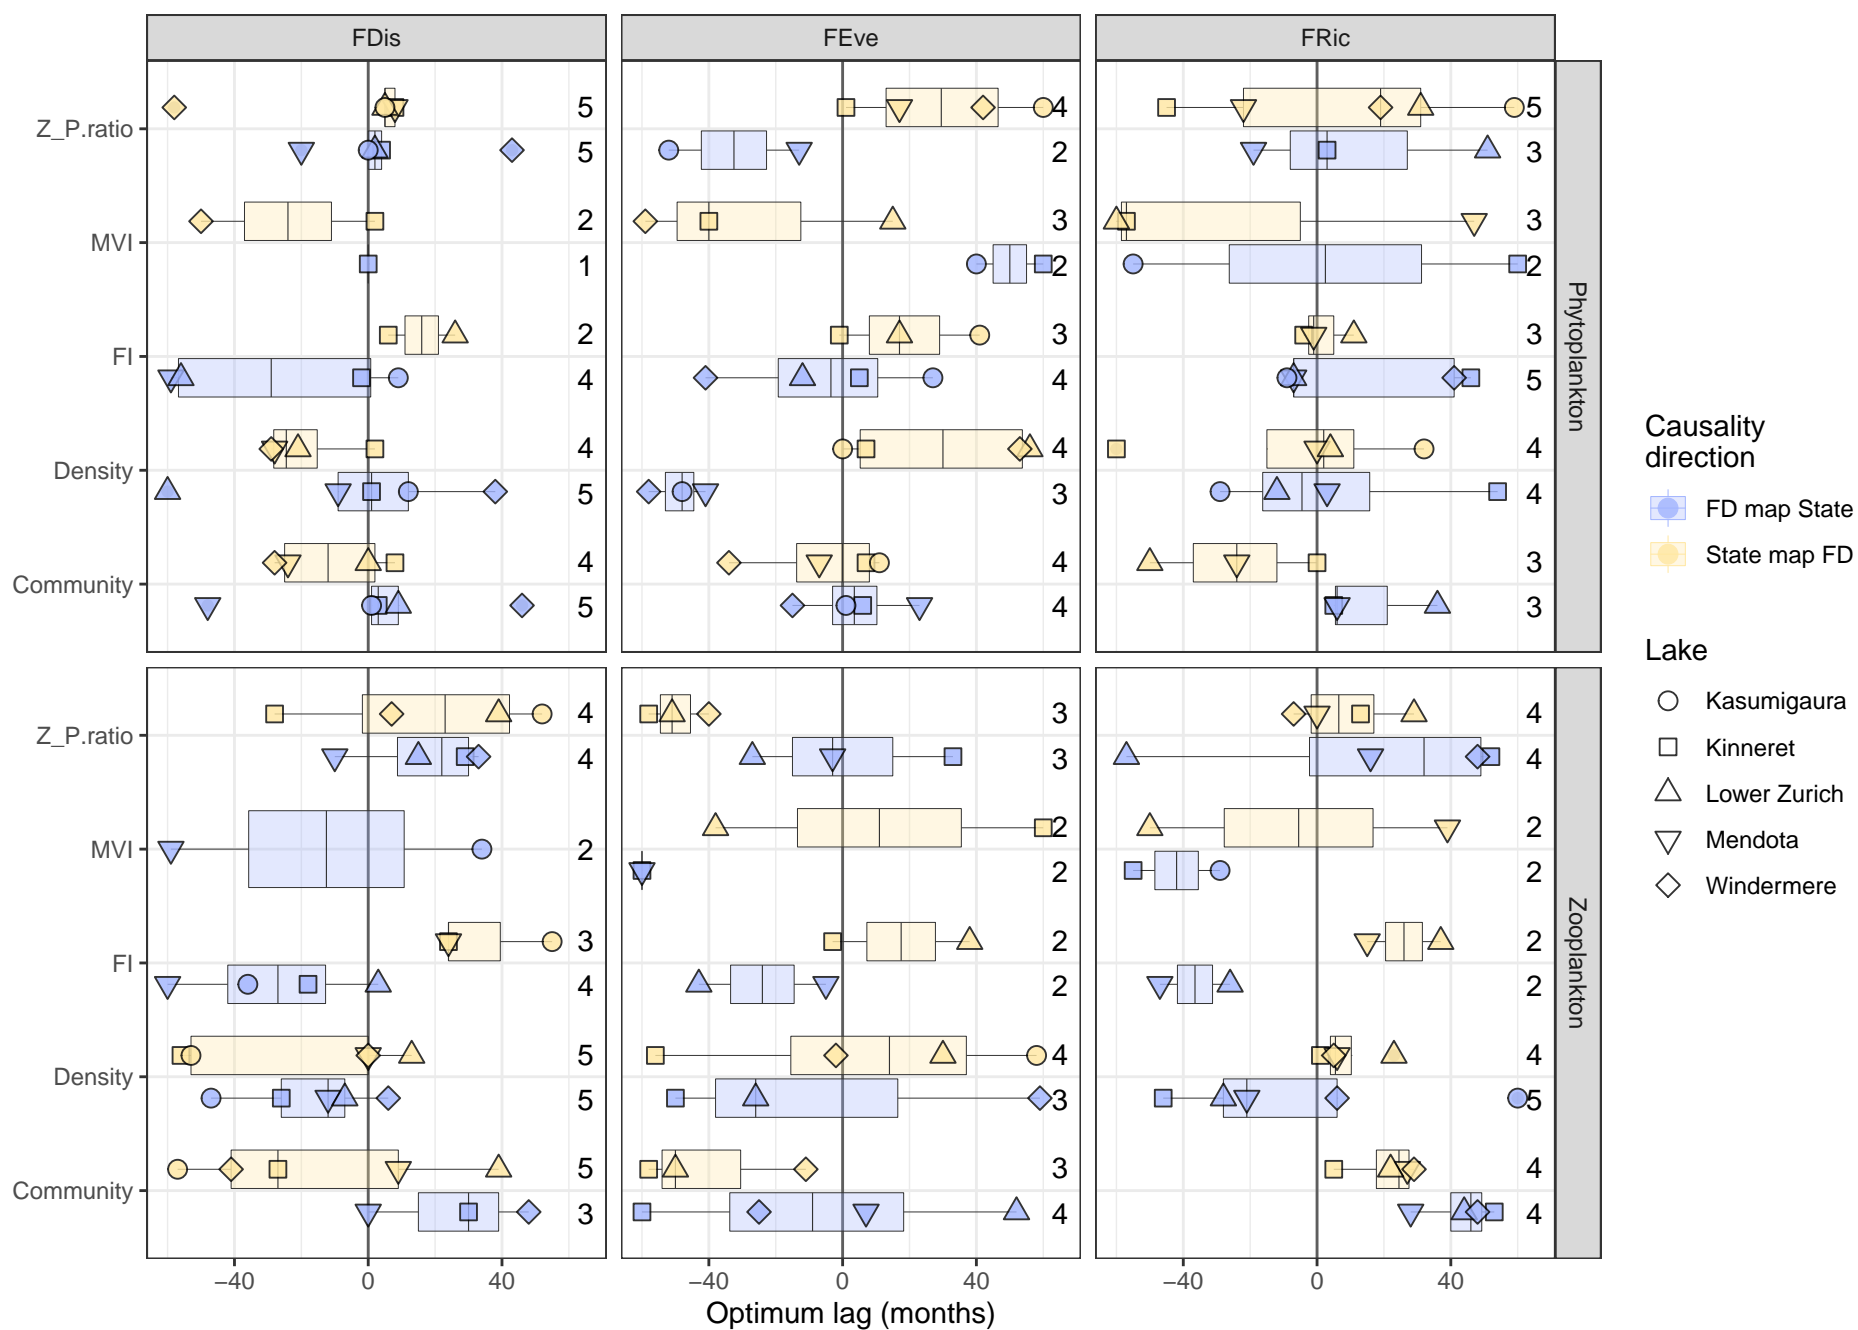 FDis FEve FRic
Z_P.ratio 5 4 5
5 2 3
MVI 2 3 3
1 2 2
FI 2 3 3
4 4 5
Density 4 4 4
5 3 4
Community 4 4 3
5 4 3
Phytoplankton
Z_P.ratio 4 3 4
4 3 4
MVI 2 2 2
2 2
FI 3 2 2
4 2 2
Density 5 4 4
5 3 5
Community 5 3 4
3 4 4
Zooplankton
−40 0 40 −40 0 40 −40 0 40
Optimum lag (months)
Causality
direction
FD map State
State map FD
Lake
Kasumigaura
Kinneret
Lower Zurich
Mendota
Windermere